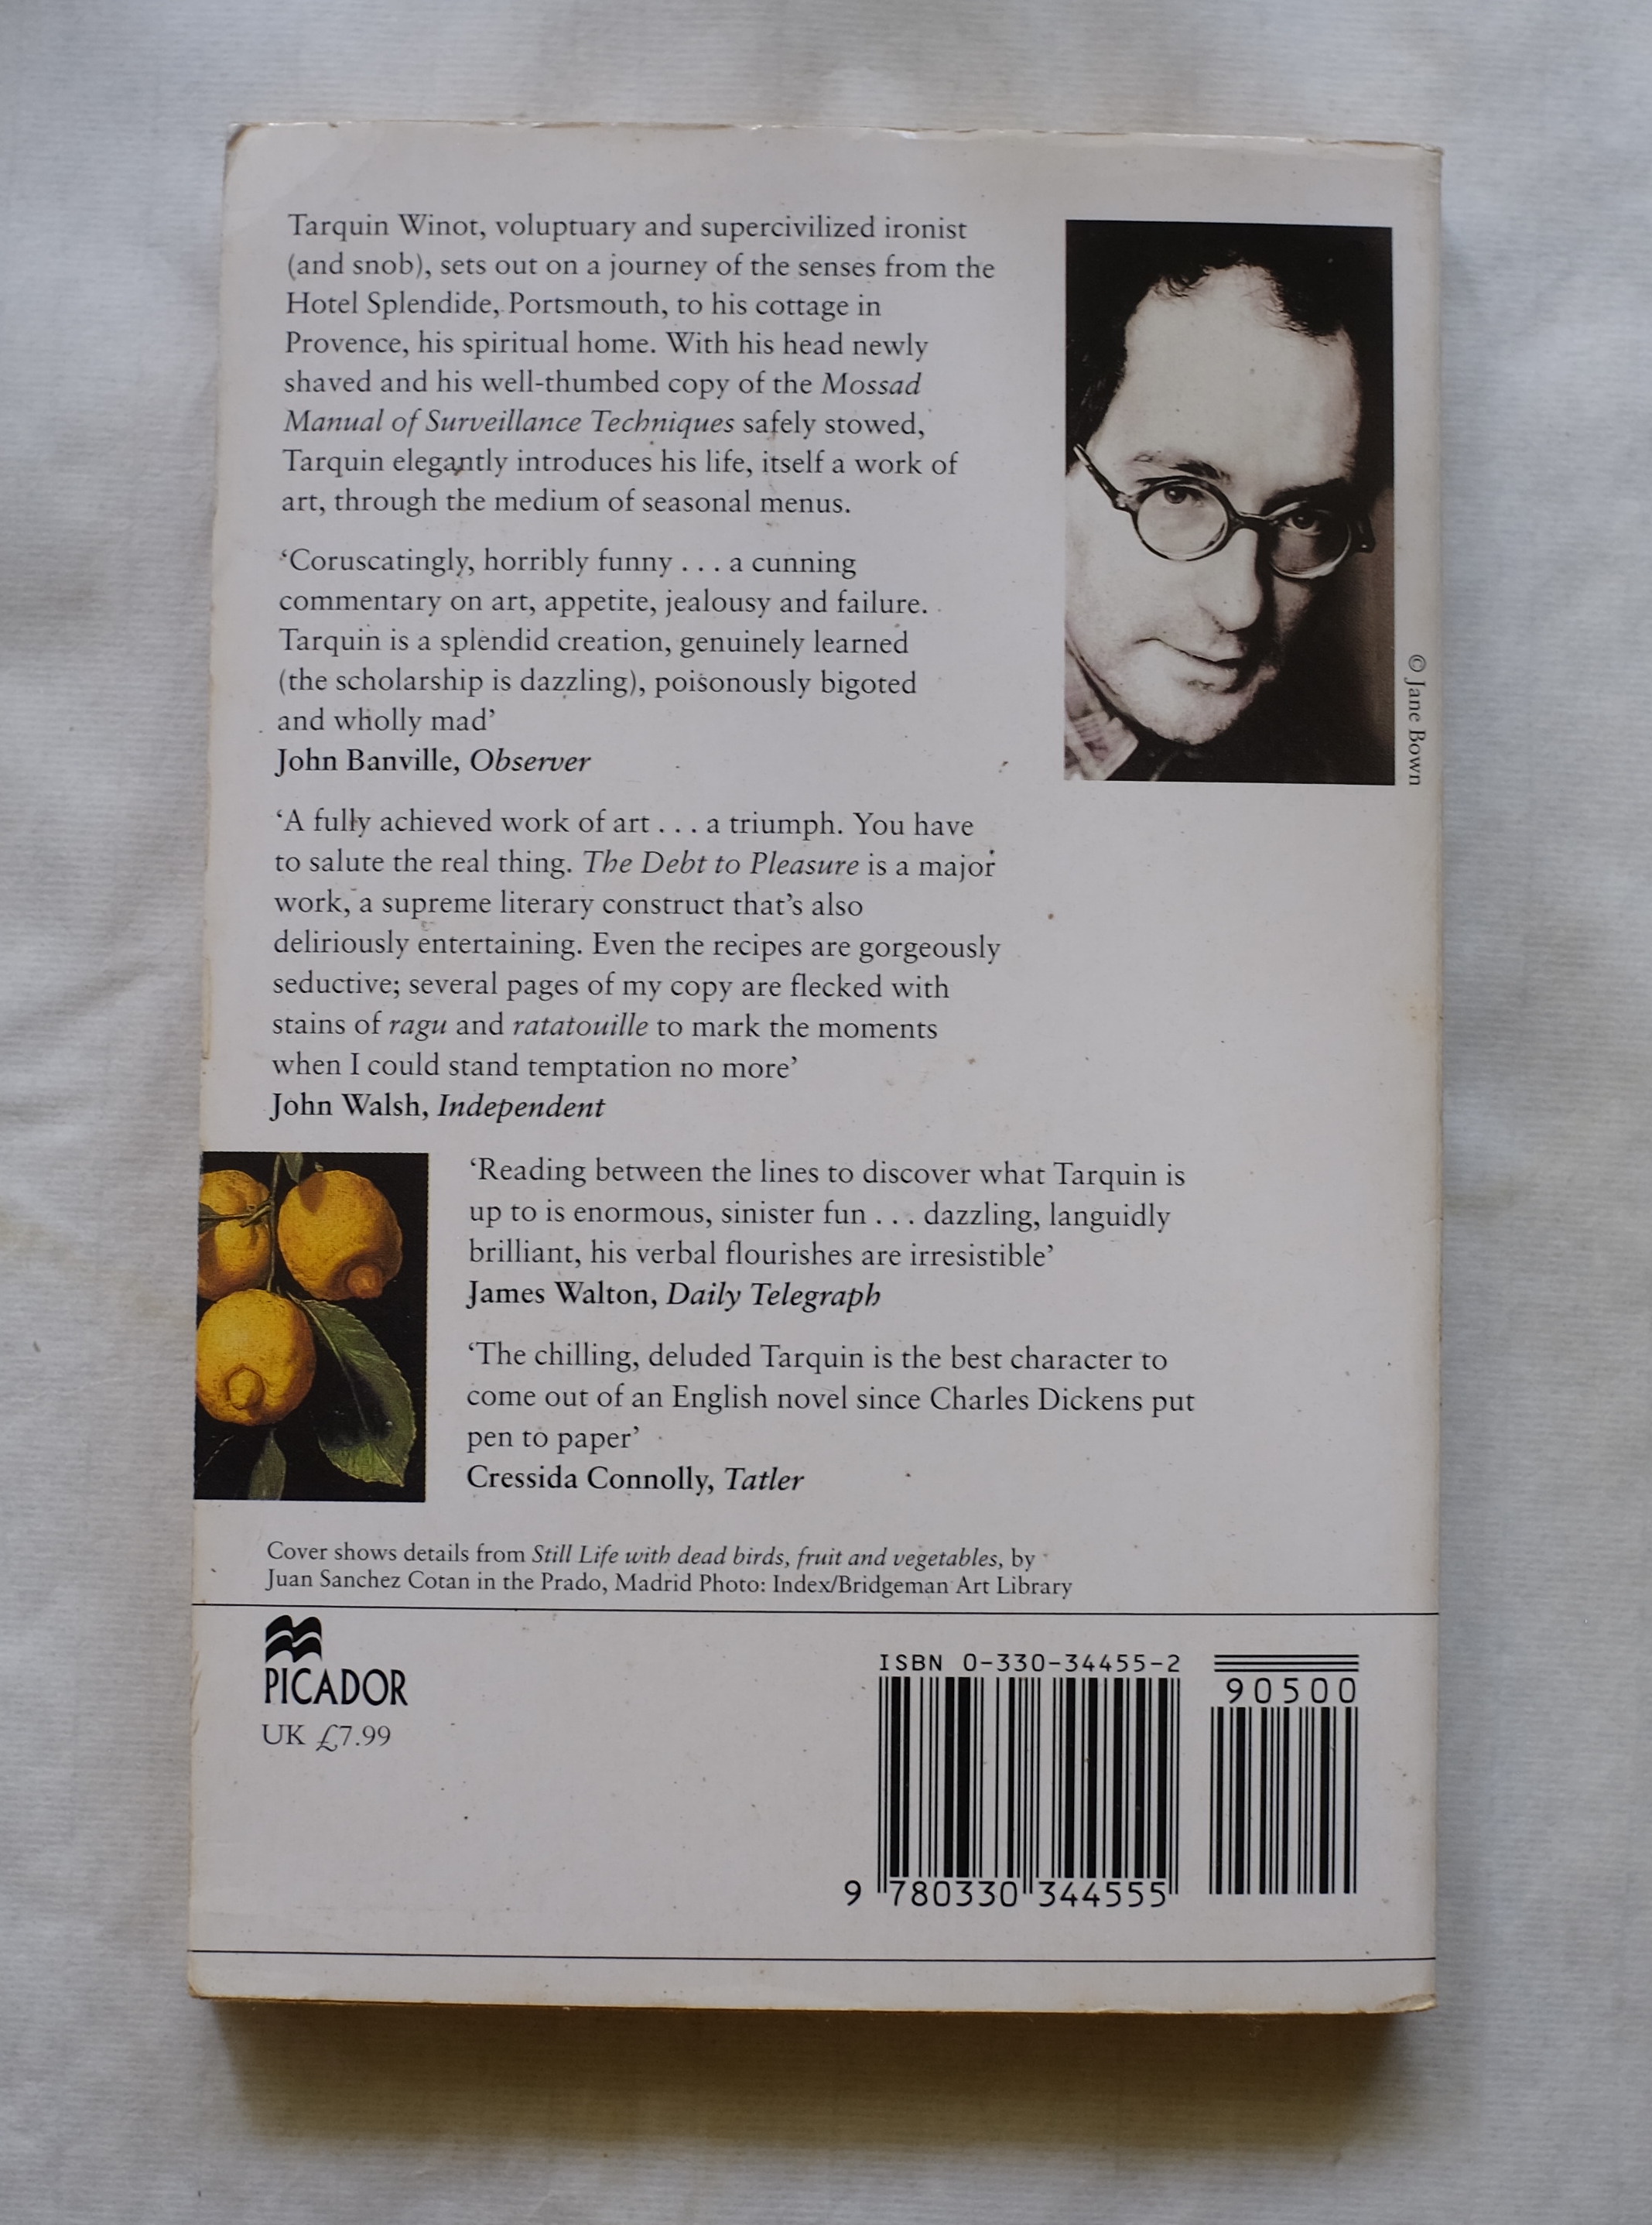 Tarquin Winot, voluptuary and supercivilized ironist
(and snob), sets out on a journey of the senses from the
Hotel Splendide, Portsmouth, to his cottage in
Provence, his spiritual home. With his head newly
shaved and his well-thumbed copy of the Mossad
Manual of Surveillance Techniques safely stowed,
Tarquin elegantly introduces his life, itself a work of
art, through the medium of seasonal menus.
‘Coruscatingly, horribly funny . . . a cunning
commentary on art, appetite, jealousy and failure.
Tarquin is a splendid creation, genuinely learned
(the scholarship is dazzling), poisonously bigoted
and wholly mad’
John Banville, Observer
© Jane Bown
‘A fully achieved work of art . . . a triumph. You have
to salute the real thing. The Debt to Pleasure is a major
work, a supreme literary construct that’s also
deliriously entertaining. Even the recipes are gorgeously
seductive; several pages of my copy are flecked with
stains of ragu and ratatouille to mark the moments
when I could stand temptation no more’
John Walsh, Independent
‘Reading between the lines to discover what Tarquin is
up to is enormous, sinister fun . . . dazzling, languidly
brilliant, his verbal flourishes are irresistible’
James Walton, Daily Telegraph
‘The chilling, deluded Tarquin is the best character to
come out of an English novel since Charles Dickens put
pen to paper’
Cressida Connolly, Tatler
Cover shows details from Still Life with dead birds, fruit and vegetables, by
Juan Sanchez Cotan in the Prado, Madrid Photo: Index/Bridgeman Art Library
PICADOR
UK £7.99
ISBN 0-330-34455-2
90500
9 780330 344555